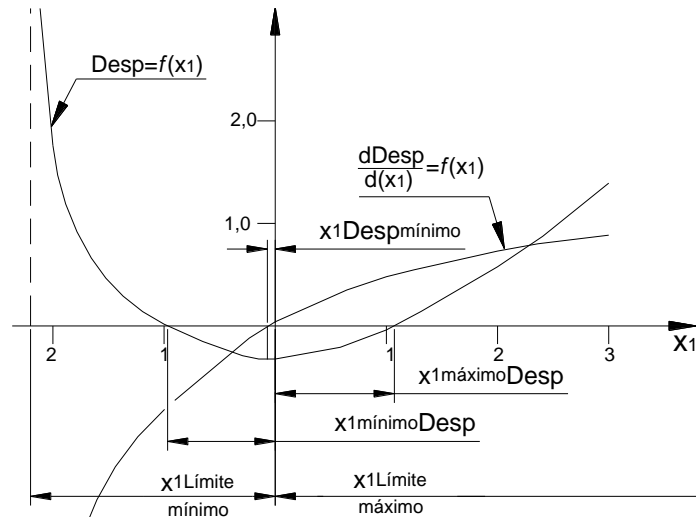 Desp=f(x1)
2,0
dDesp
d(x1)
=f(x1)
1,0
x1Despmínimo
2
1
1
2
3
x1
x1máximoDesp
x1mínimoDesp
x1Límite
mínimo
x1Límite
máximo